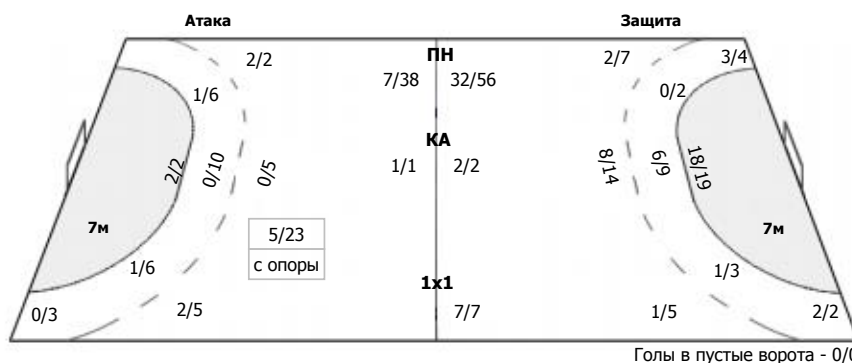 Атака Защита
2/2 ПН 2/7 3/4
7/38 32/56
1/6 0/2
КА
2/2 0/10 0/5 1/1 2/2 8/14 6/9 18/19
7м 5/23 7м
с опоры
1/6 1/3
1x1
0/3 2/5 7/7 1/5 2/2
Голы в пустые ворота - 0/0